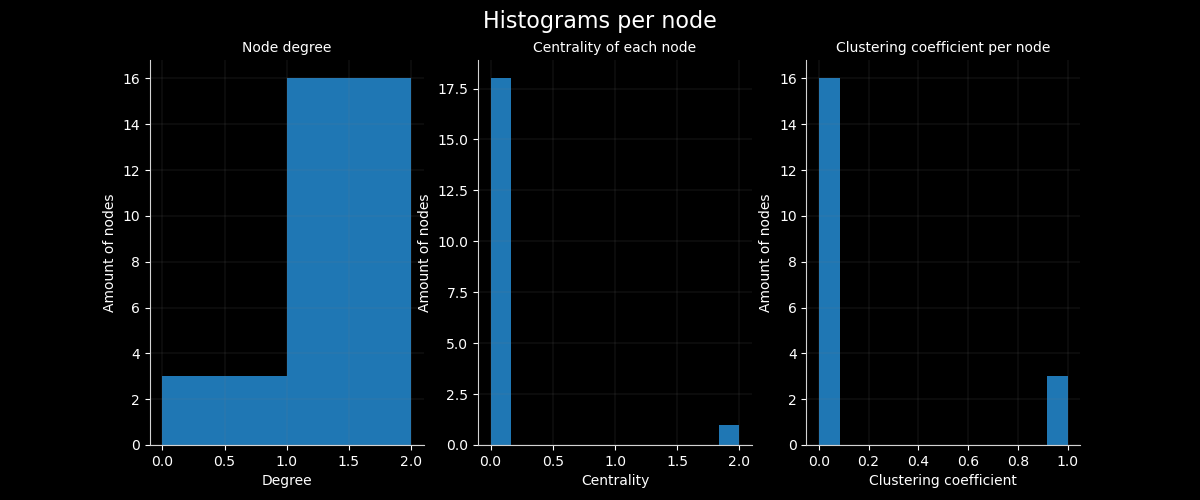 Histograms per node
Node degree
Amount of nodes
16
14
12
10
8
6
4
2
0
0.0 0.5 1.0 1.5 2.0
Degree
Centrality of each node
Amount of nodes
17.5
15.0
12.5
10.0
7.5
5.0
2.5
0.0
0.0 0.5 1.0 1.5 2.0
Centrality
Clustering coefficient per node
Amount of nodes
16
14
12
10
8
6
4
2
0
0.0 0.2 0.4 0.6 0.8 1.0
Clustering coefficient